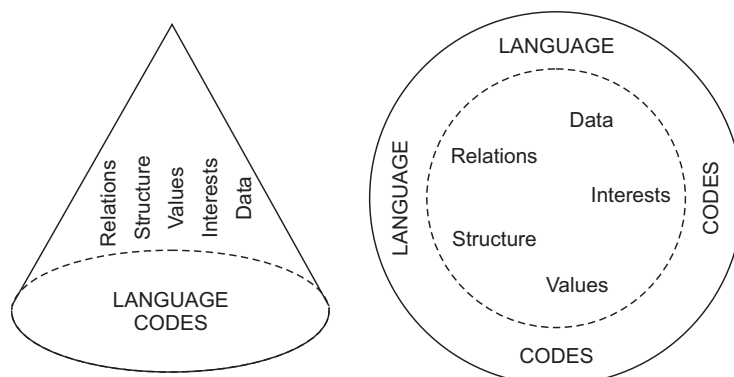 Relations
Structure
Values
Interests
Data
LANGUAGE
CODES
LANGUAGE
Data
Relations
LANGUAGE
Interests
CODES
Structure
Values
CODES